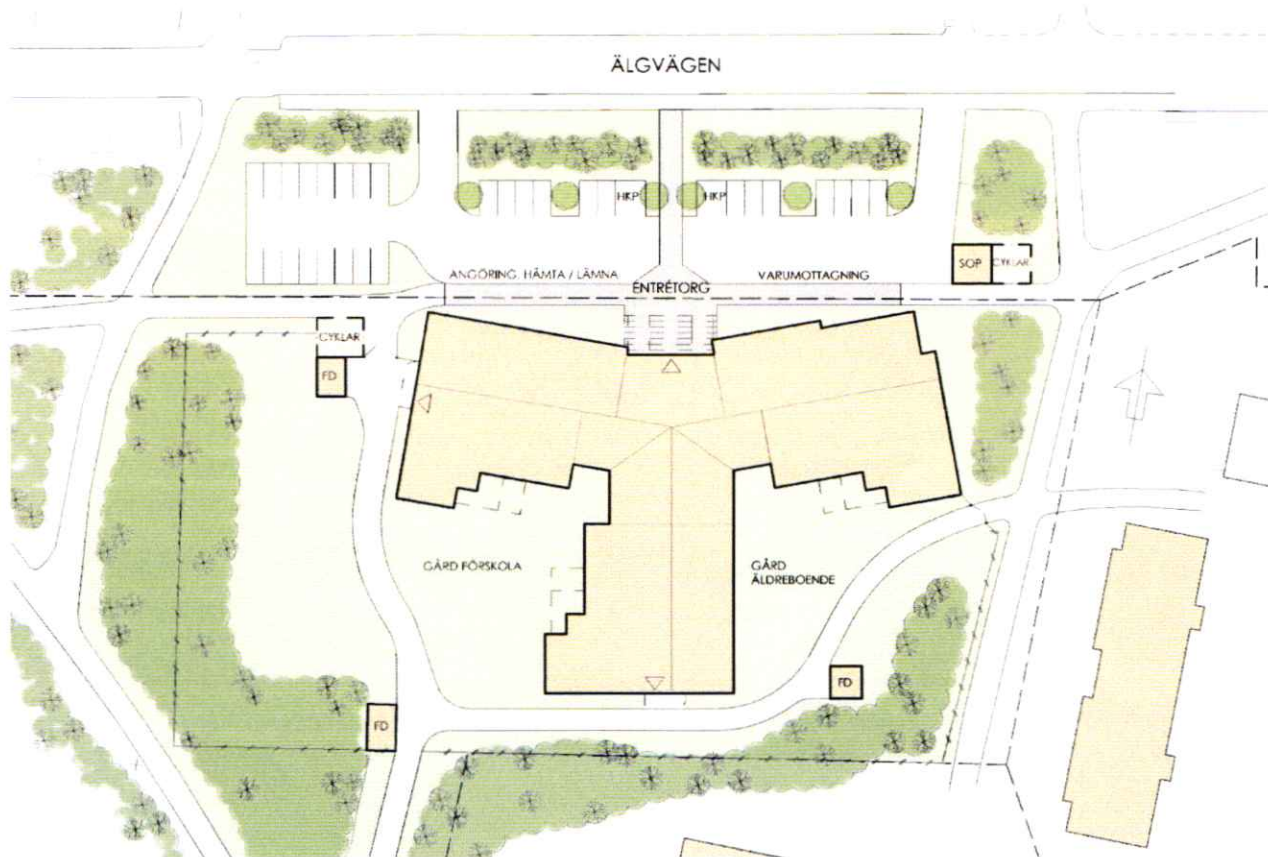 ÄLGVÄGEN
HKP
HKP
ANGÖRING. HÄMTA / LÄMNA
VARUMOTTAGNING
SOP
CYKLAR
ENTRÉTORG
CYKLAR
FD
GÅRD FÖRSKOLA
GÅRD
ÄLDREBOENDE
FD
FD